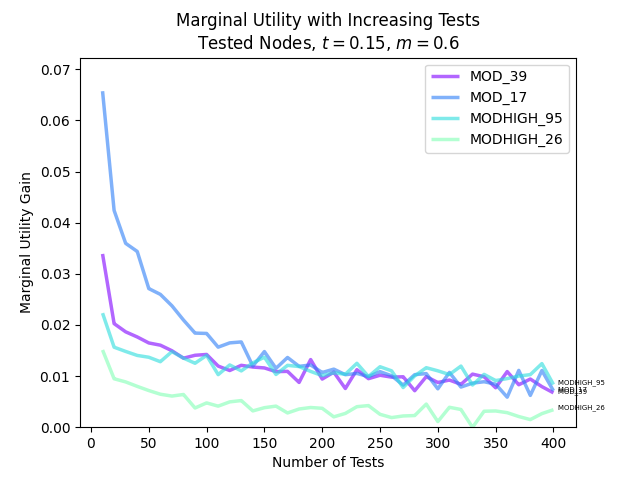 Marginal Utility with Increasing Tests
Tested Nodes, t = 0.15, m = 0.6
Marginal Utility Gain
0.07
0.06
0.05
0.04
0.03
0.02
0.01
0.00
MOD_39
MOD_17
MODHIGH_95
MODHIGH_26
MODHIGH_95
MOD_17
MOD_39
MODHIGH_26
0
50
100
150
200
250
300
350
400
Number of Tests